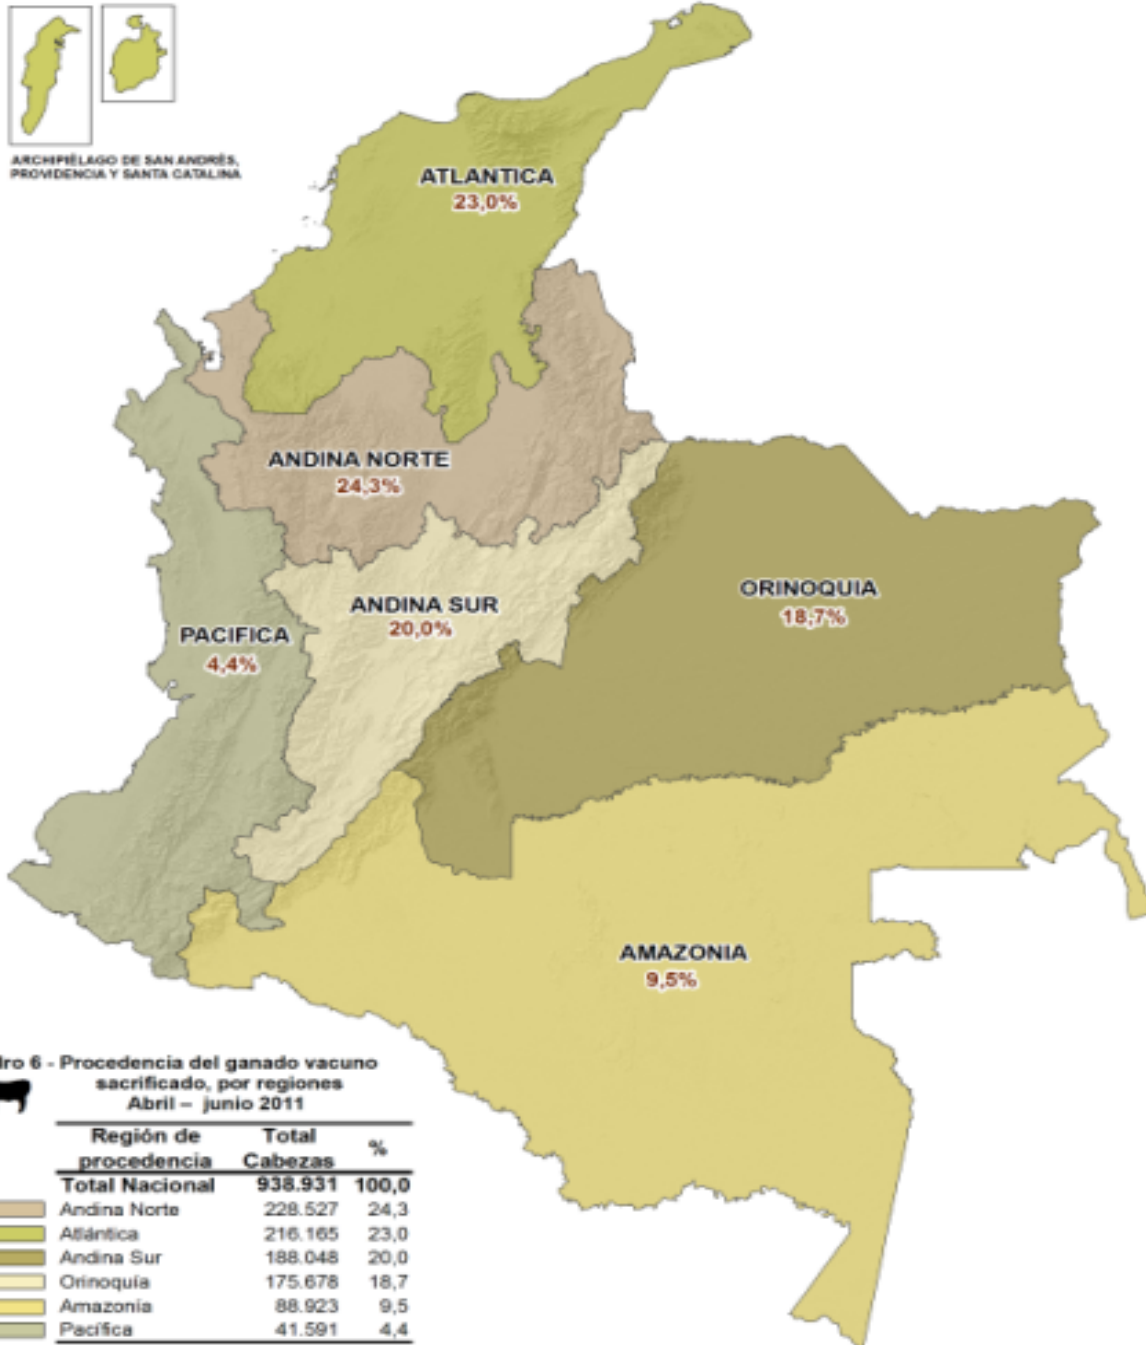 ARCHIPIÉLAGO DE SAN ANDRÉS,
PROVIDENCIA Y SANTA CATALINA
ATLANTICA
23,0%
ANDINA NORTE
24,3%
ORINOQUIA
18,7%
ANDINA SUR
20,0%
PACIFICA
4,4%
AMAZONIA
9,5%
dro 6 - Procedencia del ganado vacuno
sacrificado, por regiones
Abril – junio 2011
Región de procedencia Total Cabezas %
Total Nacional 938.931 100,0
Andina Norte 228.527 24,3
Atlántica 216.165 23,0
Andina Sur 188.048 20,0
Orinoquía 175.678 18,7
Amazonía 88.923 9,5
Pacífica 41.591 4,4